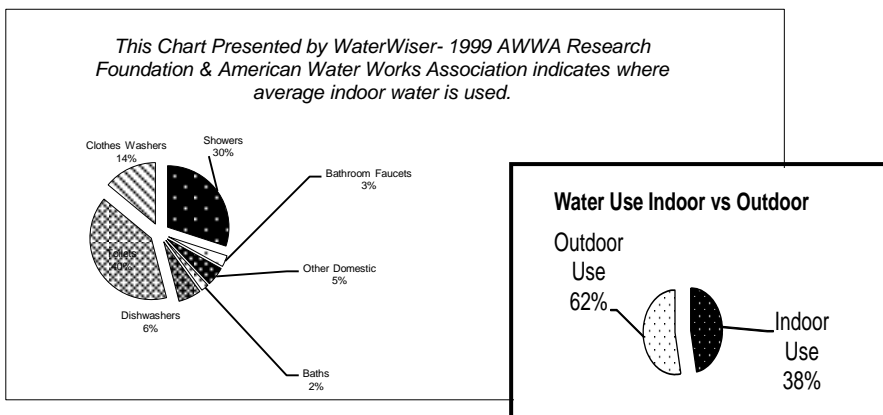 This Chart Presented by WaterWiser- 1999 AWWA Research
Foundation & American Water Works Association indicates where
average indoor water is used.
Clothes Washers
14%
Showers
30%
Bathroom Faucets
3%
Other Domestic
5%
Toilets
40%
Dishwashers
6%
Baths
2%
Water Use Indoor vs Outdoor
Outdoor
Use
62%
Indoor
Use
38%